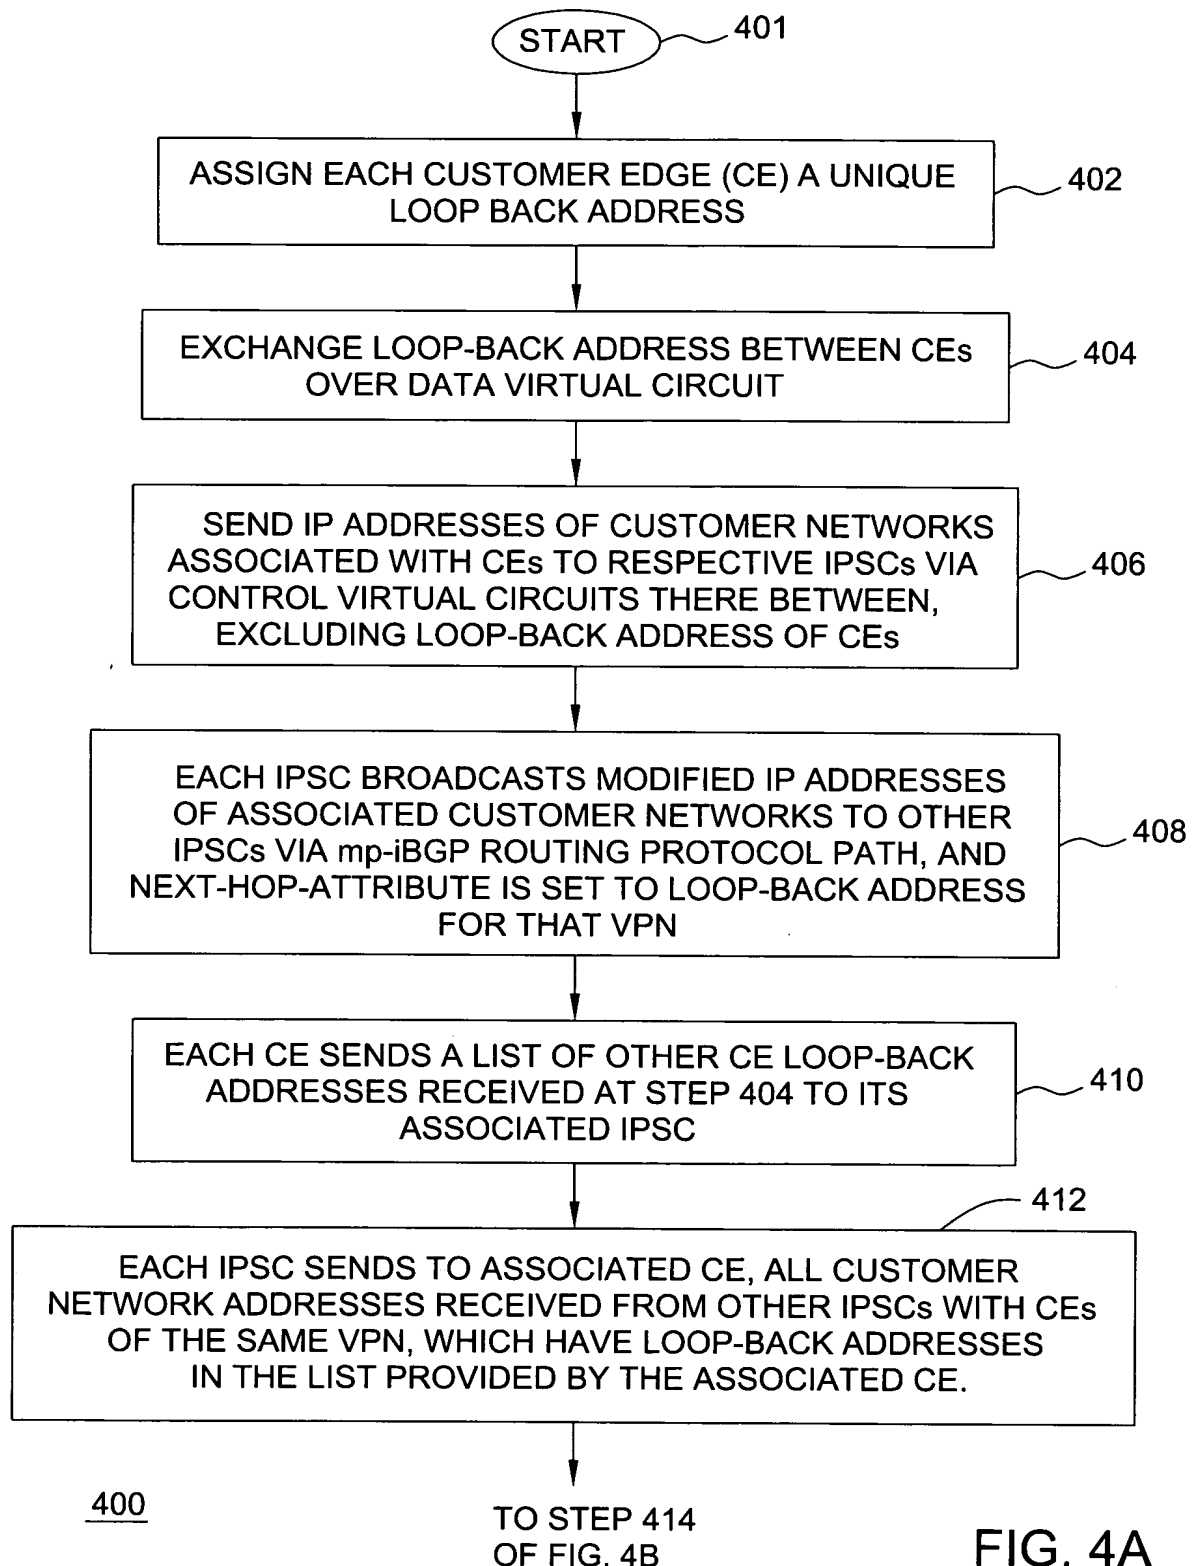 START
401
ASSIGN EACH CUSTOMER EDGE (CE) A UNIQUE
LOOP BACK ADDRESS
402
EXCHANGE LOOP-BACK ADDRESS BETWEEN CEs
OVER DATA VIRTUAL CIRCUIT
404
SEND IP ADDRESSES OF CUSTOMER NETWORKS
ASSOCIATED WITH CEs TO RESPECTIVE IPSCs VIA
CONTROL VIRTUAL CIRCUITS THERE BETWEEN,
EXCLUDING LOOP-BACK ADDRESS OF CEs
406
EACH IPSC BROADCASTS MODIFIED IP ADDRESSES
OF ASSOCIATED CUSTOMER NETWORKS TO OTHER
IPSCs VIA mp-iBGP ROUTING PROTOCOL PATH, AND
NEXT-HOP-ATTRIBUTE IS SET TO LOOP-BACK ADDRESS
FOR THAT VPN
408
EACH CE SENDS A LIST OF OTHER CE LOOP-BACK
ADDRESSES RECEIVED AT STEP 404 TO ITS
ASSOCIATED IPSC
410
412
EACH IPSC SENDS TO ASSOCIATED CE, ALL CUSTOMER
NETWORK ADDRESSES RECEIVED FROM OTHER IPSCs WITH CEs
OF THE SAME VPN, WHICH HAVE LOOP-BACK ADDRESSES
IN THE LIST PROVIDED BY THE ASSOCIATED CE.
400
TO STEP 414
OF FIG. 4B
FIG. 4A